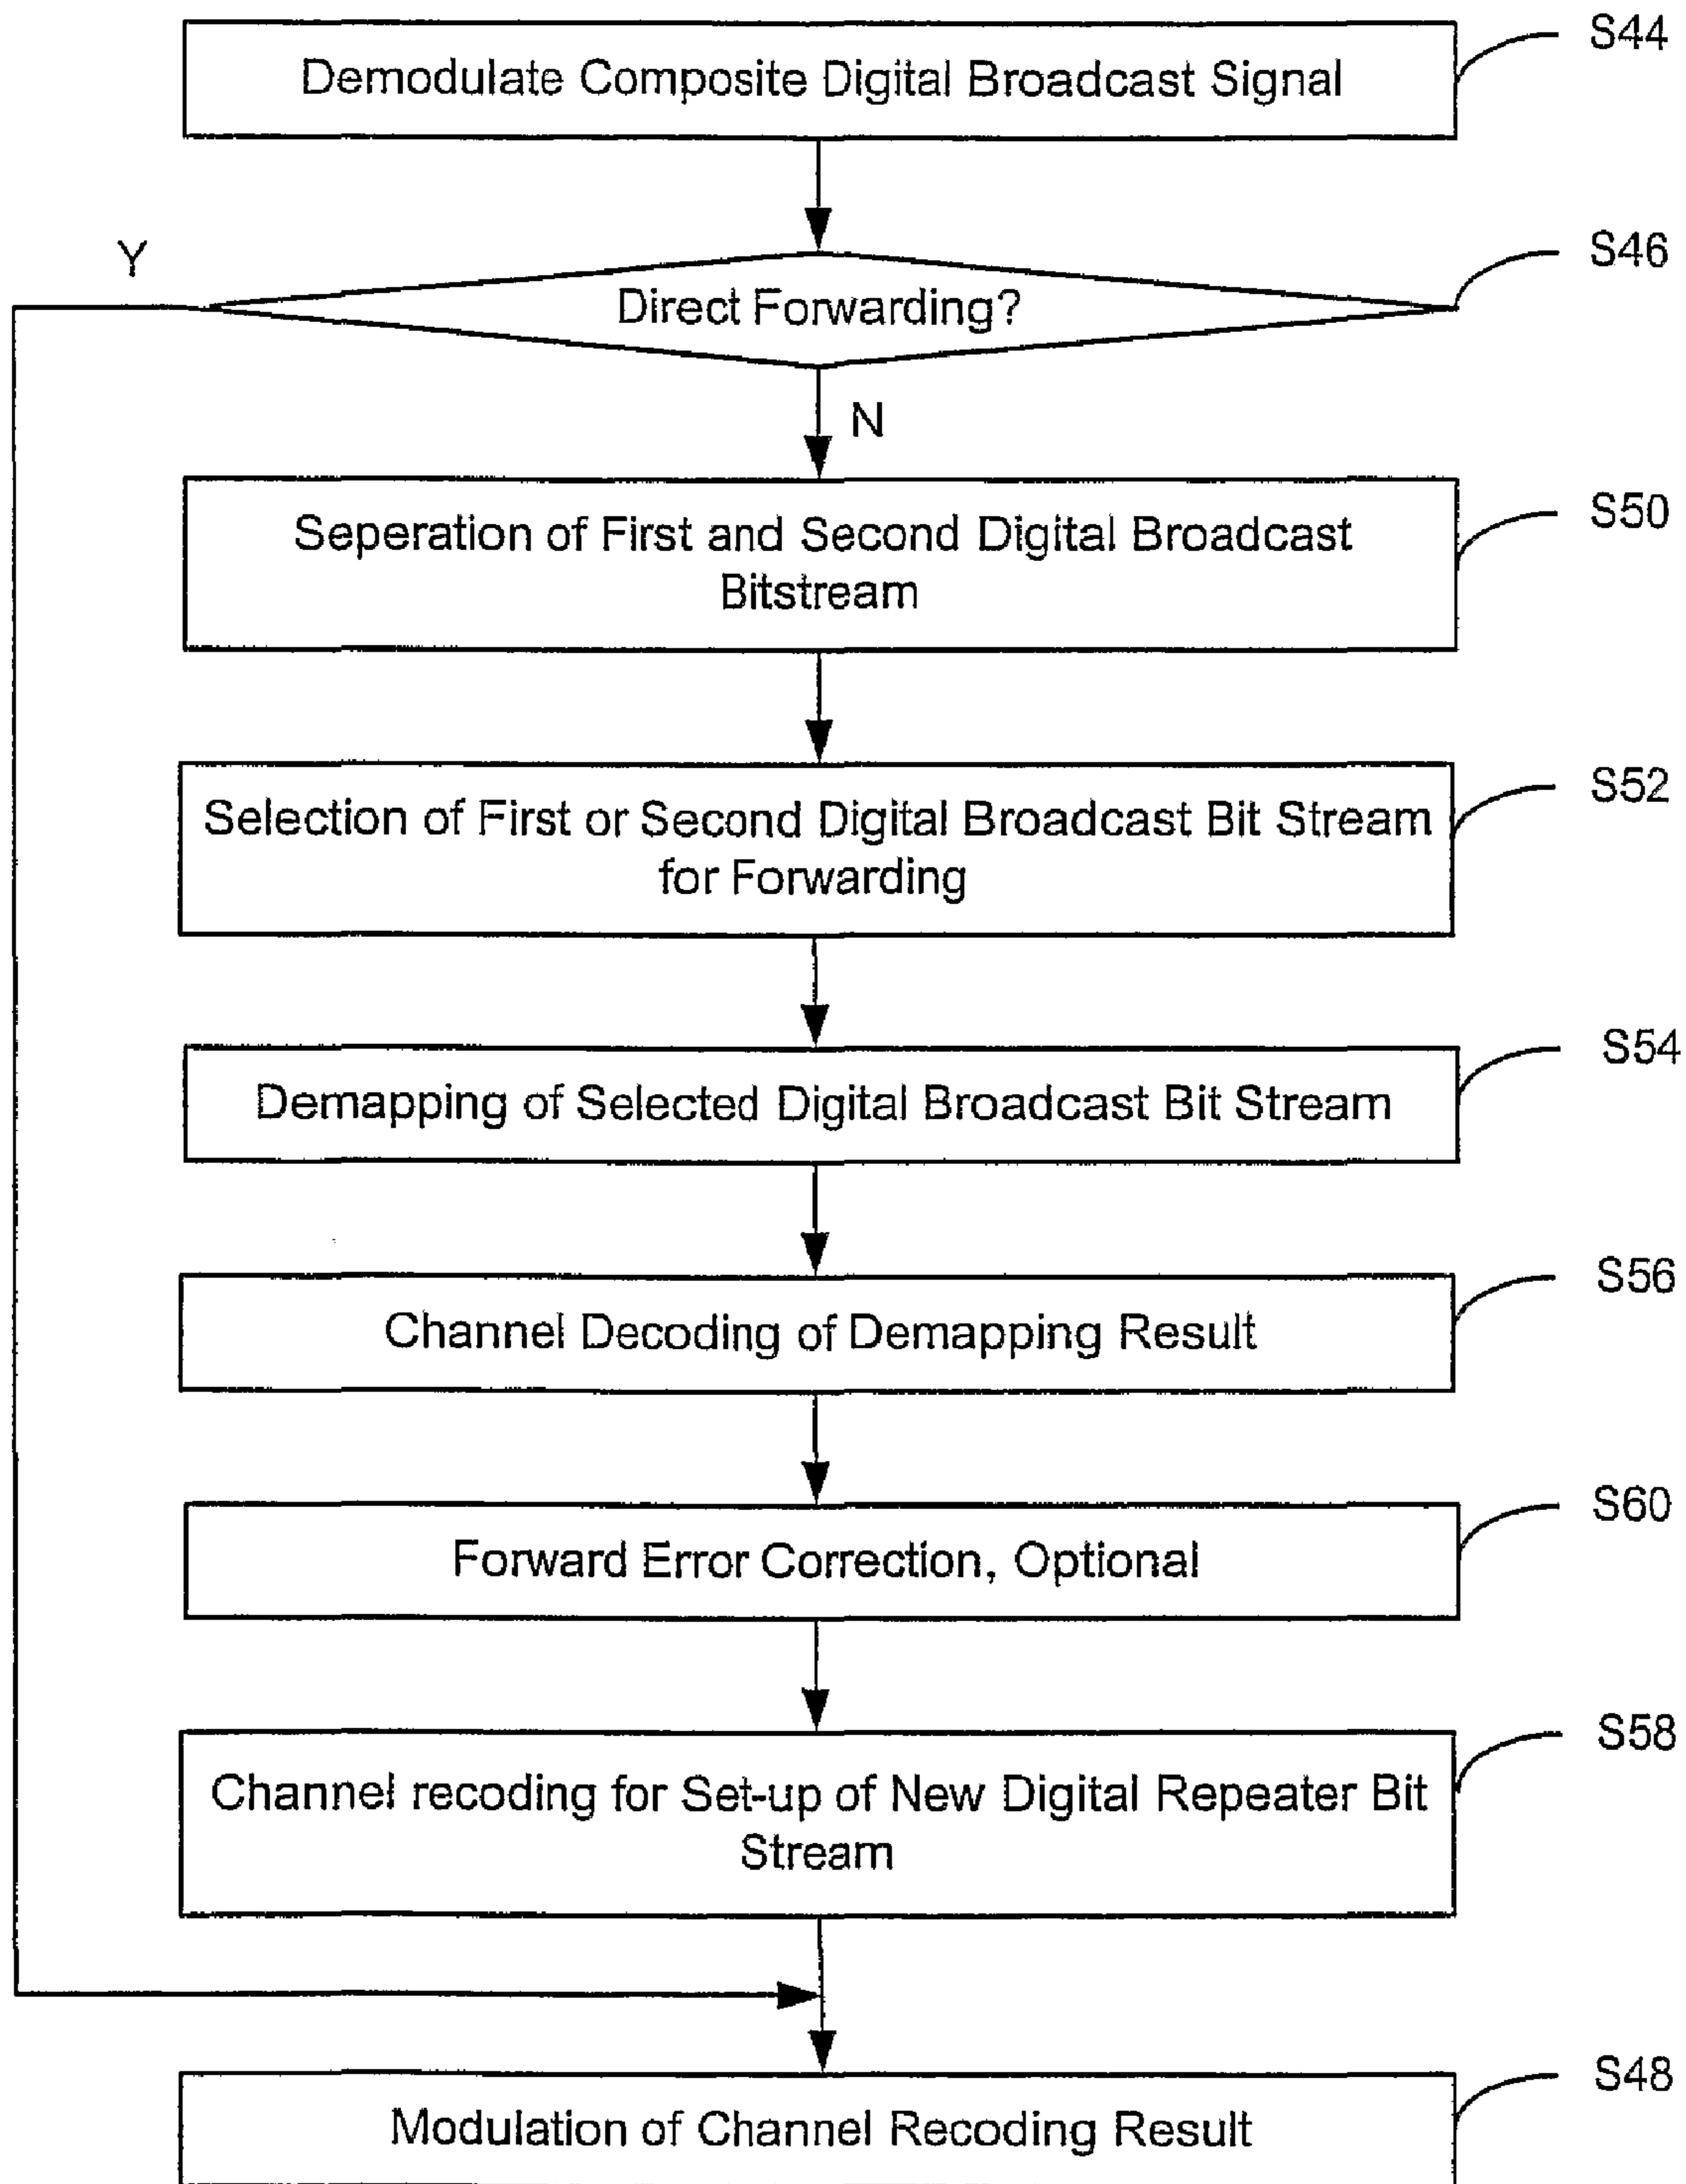 S44
Demodulate Composite Digital Broadcast Signal
Y
S46
Direct Forwarding?
N
S50
Seperation of First and Second Digital Broadcast
Bitstream
S52
Selection of First or Second Digital Broadcast Bit Stream
for Forwarding
S54
Demapping of Selected Digital Broadcast Bit Stream
S56
Channel Decoding of Demapping Result
S60
Forward Error Correction, Optional
S58
Channel recoding for Set-up of New Digital Repeater Bit
Stream
S48
Modulation of Channel Recoding Result